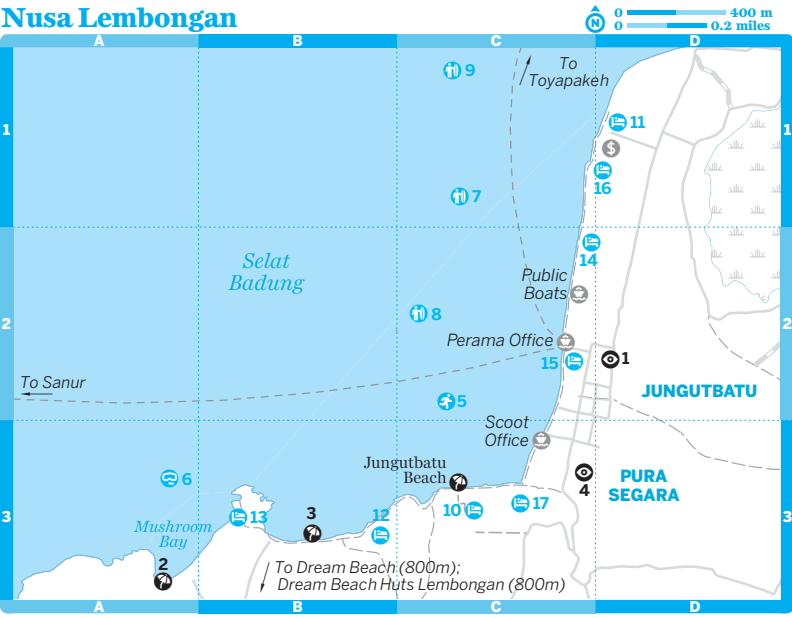 Nusa Lembongan
N
0 400 m
0 0.2 miles
A B C D
1 1
To
Toyapakeh
9
11
$
16
7
14
Selat
Badung
Public
Boats
2 2
8
Perama Office
15
1
To Sanur
JUNGUTBATU
5
Scoot
Office
Jungutbatu
Beach
4
PURA
SEGARA
6
10
17
3 3
Mushroom
Bay
13
3
12
2
To Dream Beach (800m);
Dream Beach Huts Lembongan (800m)
A B C D